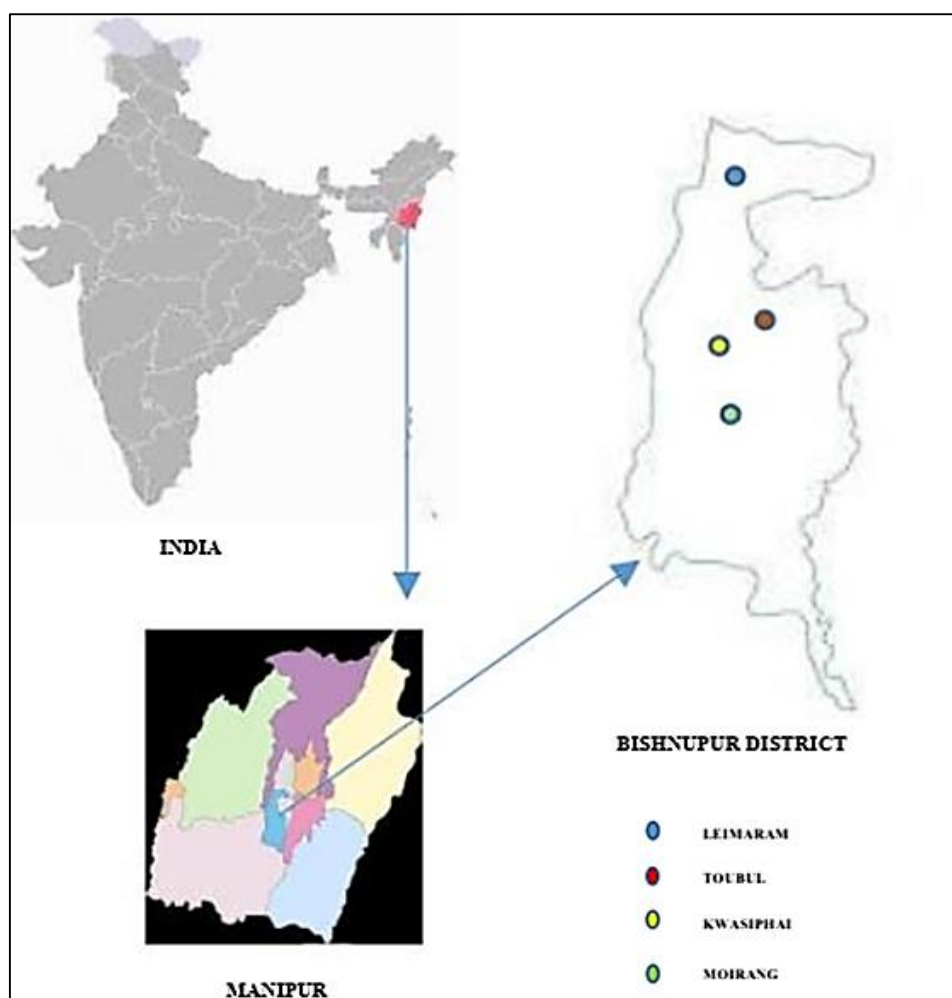 INDIA
BISHNUPUR DISTRICT
LEIMARAM
TOUBUL
KWASIPHAI
MOIRANG
MANIPUR